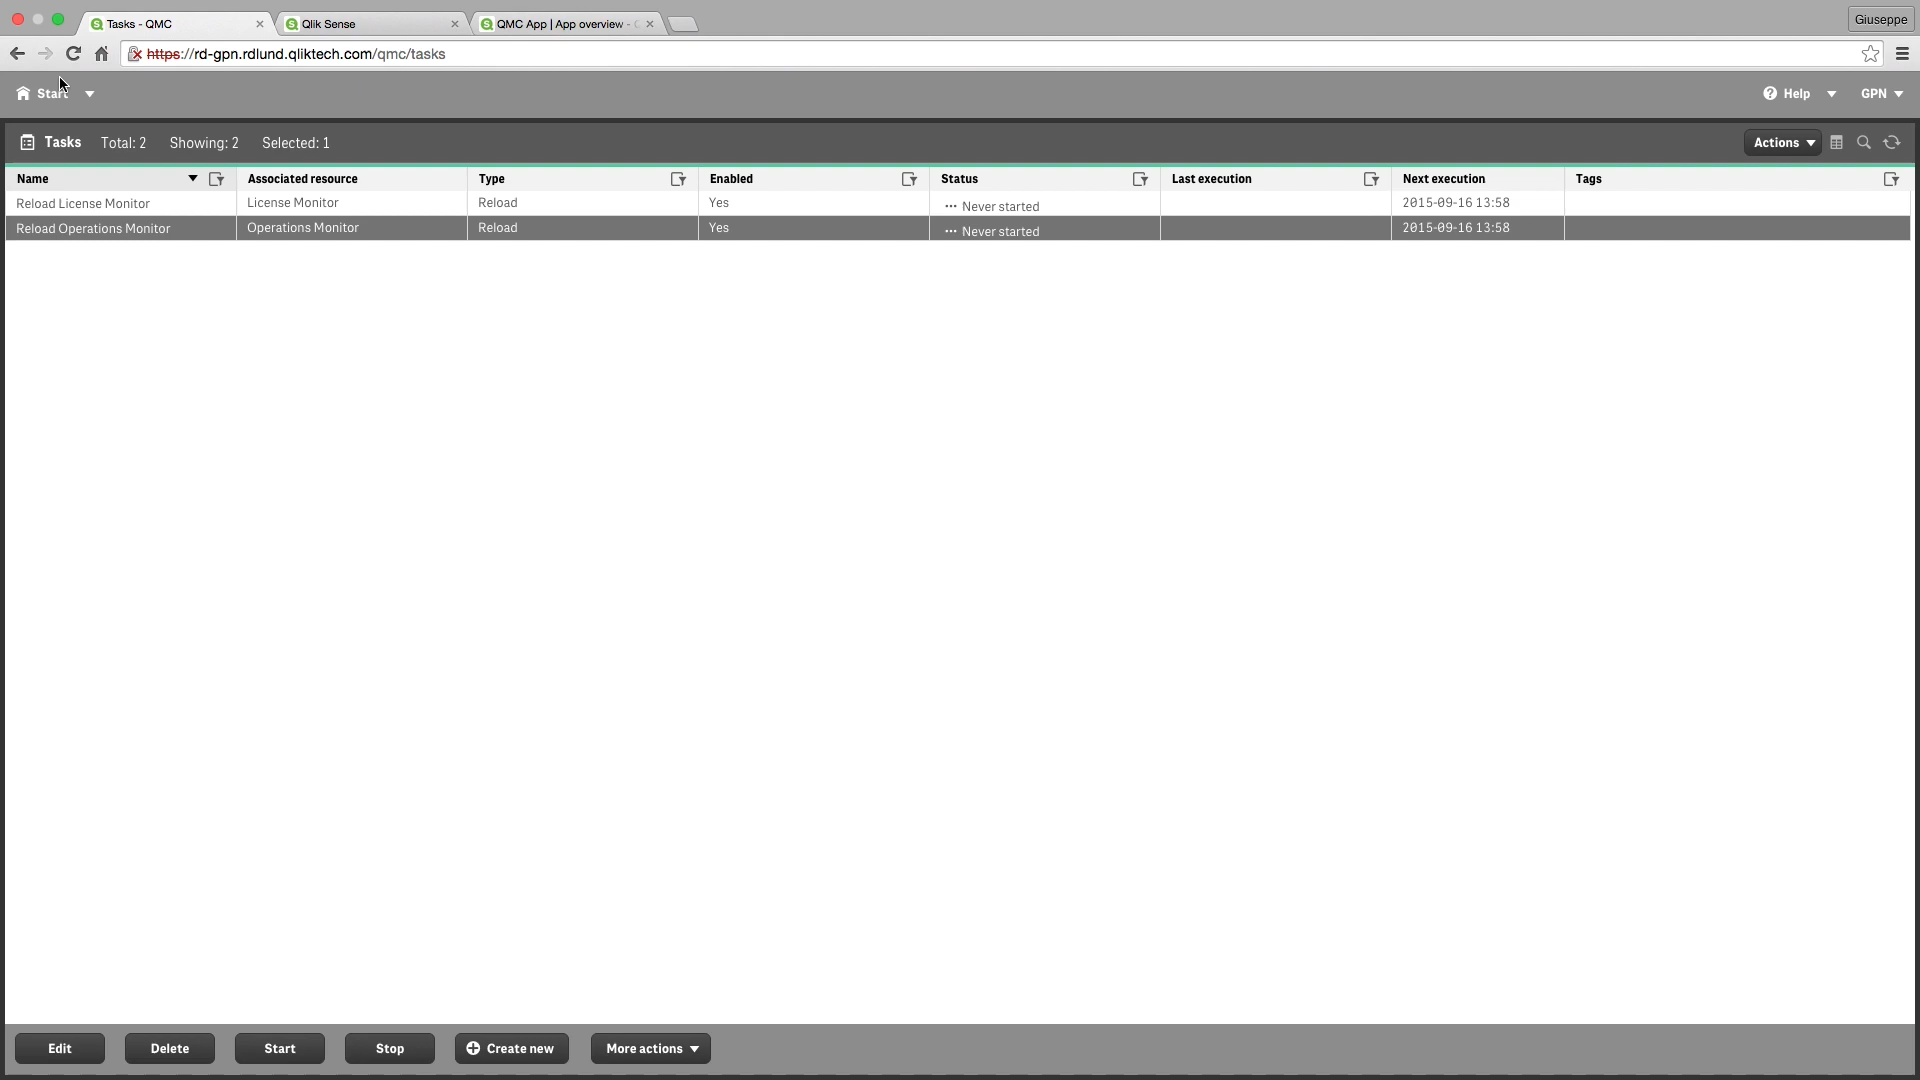 Tasks - QMC
Qlik Sense
QMC App | App overview -
Giuseppe
https://rd-gpn.rdlund.qliktech.com/qmc/tasks
Start
Help
GPN
Tasks Total: 2 Showing: 2 Selected: 1
Actions
Name Associated resource Type Enabled Status Last execution Next execution Tags
Reload License Monitor License Monitor Reload Yes ··· Never started 2015-09-16 13:58
Reload Operations Monitor Operations Monitor Reload Yes ··· Never started 2015-09-16 13:58
Edit Delete Start Stop Create new More actions